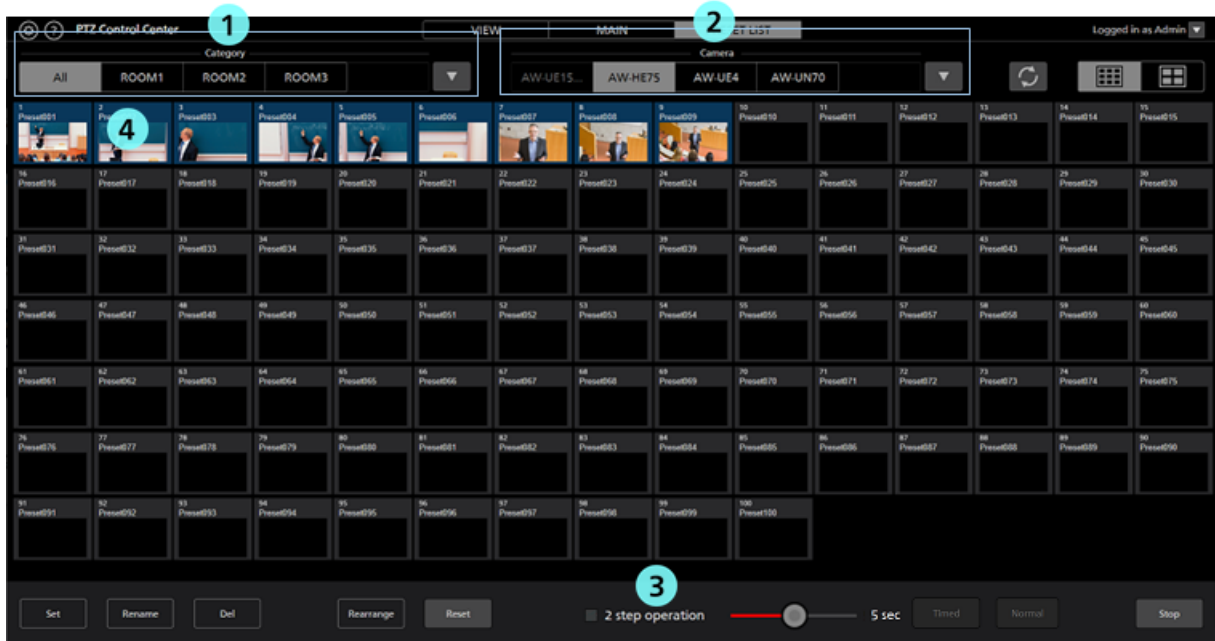 PTZ Control Center
1
VIEW
MAIN
2
LIST
Logged in as Admin
Category
All
ROOM1
ROOM2
ROOM3
Camera
AW-UE15...
AW-HE75
AW-UE4
AW-UN70
1 2 3 4 5 6 7 8 9 10 11 12 13 14 15
Preset001 4 Preset003 Preset004 Preset005 Preset006 Preset007 Preset008 Preset009 Preset010 Preset011 Preset012 Preset013 Preset014 Preset015
16 17 18 19 20 21 22 23 24 25 26 27 28 29 30
Preset016 Preset017 Preset018 Preset019 Preset020 Preset021 Preset022 Preset023 Preset024 Preset025 Preset026 Preset027 Preset028 Preset029 Preset030
31 32 33 34 35 36 37 38 39 40 41 42 43 44 45
Preset031 Preset032 Preset033 Preset034 Preset035 Preset036 Preset037 Preset038 Preset039 Preset040 Preset041 Preset042 Preset043 Preset044 Preset045
46 47 48 49 50 51 52 53 54 55 56 57 58 59 60
Preset046 Preset047 Preset048 Preset049 Preset050 Preset051 Preset052 Preset053 Preset054 Preset055 Preset056 Preset057 Preset058 Preset059 Preset060
61 62 63 64 65 66 67 68 69 70 71 72 73 74 75
Preset061 Preset062 Preset063 Preset064 Preset065 Preset066 Preset067 Preset068 Preset069 Preset070 Preset071 Preset072 Preset073 Preset074 Preset075
76 77 78 79 80 81 82 83 84 85 86 87 88 89 90
Preset076 Preset077 Preset078 Preset079 Preset080 Preset081 Preset082 Preset083 Preset084 Preset085 Preset086 Preset087 Preset088 Preset089 Preset090
91 92 93 94 95 96 97 98 99 100
Preset091 Preset092 Preset093 Preset094 Preset095 Preset096 Preset097 Preset098 Preset099 Preset100
3
Set
Rename
Del
Rearrange
Reset
2 step operation
5 sec
Timed
Normal
Stop